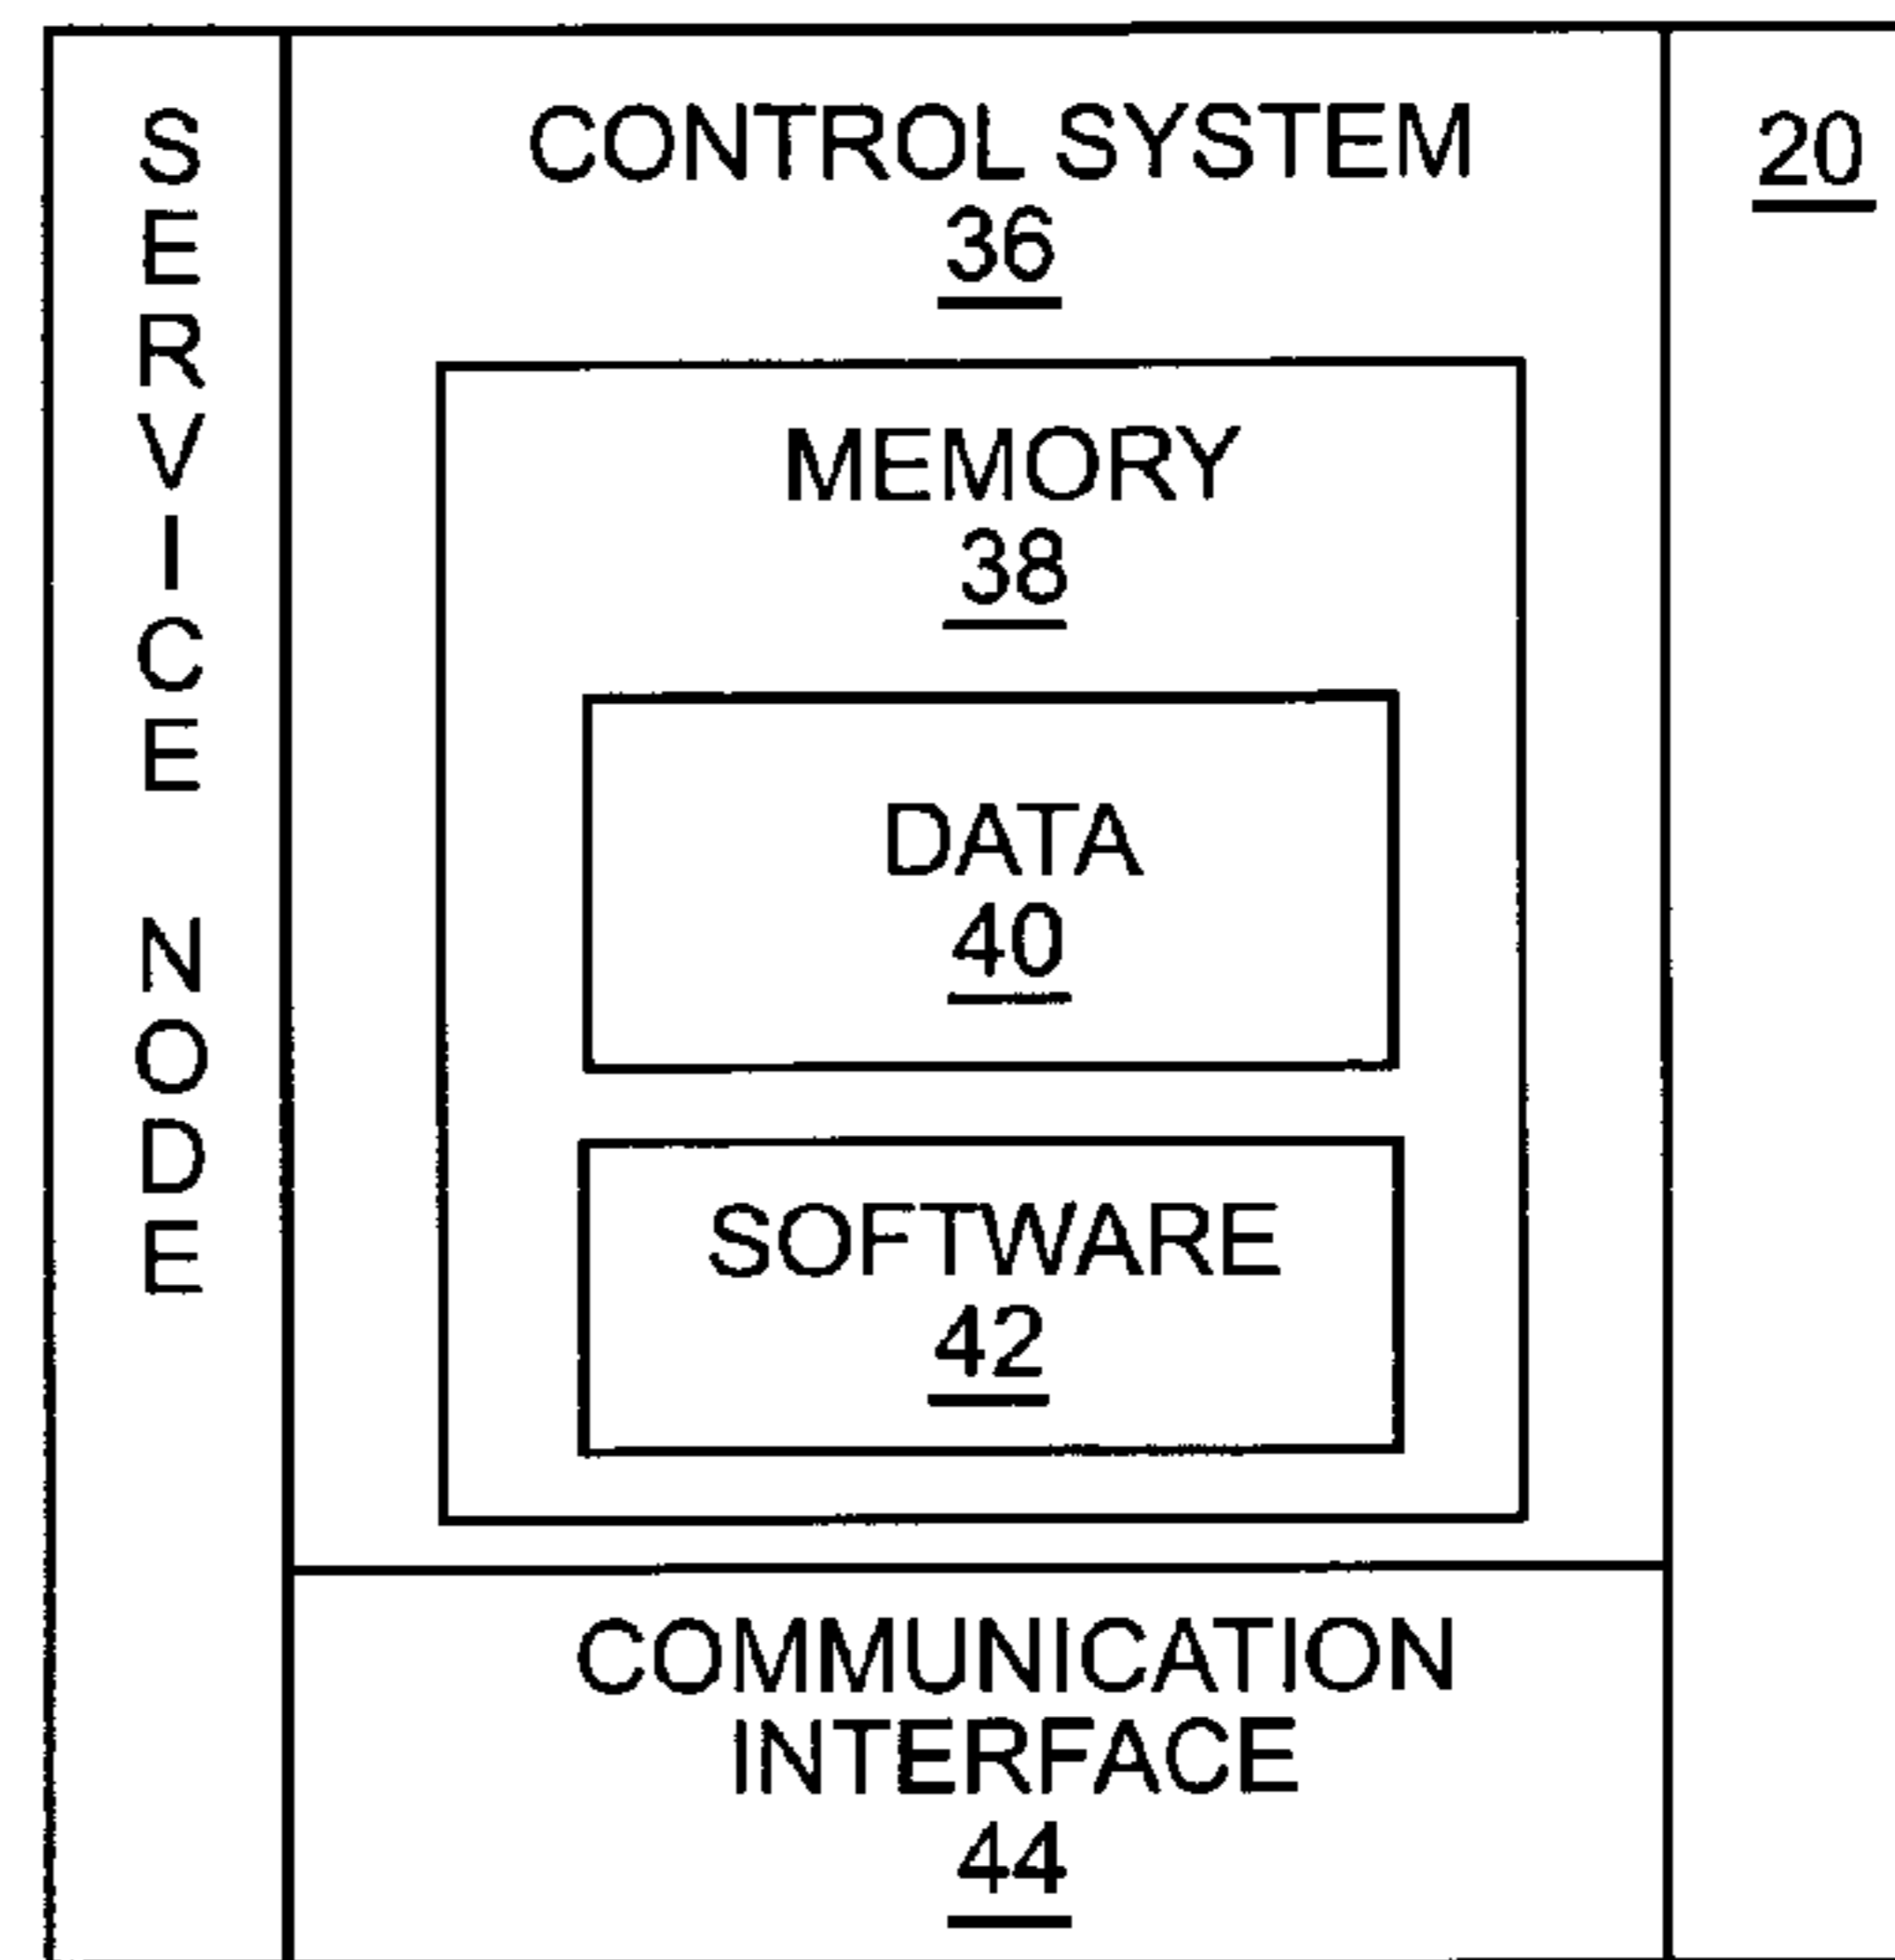 SERVICE NODE
CONTROL SYSTEM
36
20
MEMORY
38
DATA
40
SOFTWARE
42
COMMUNICATION
INTERFACE
44